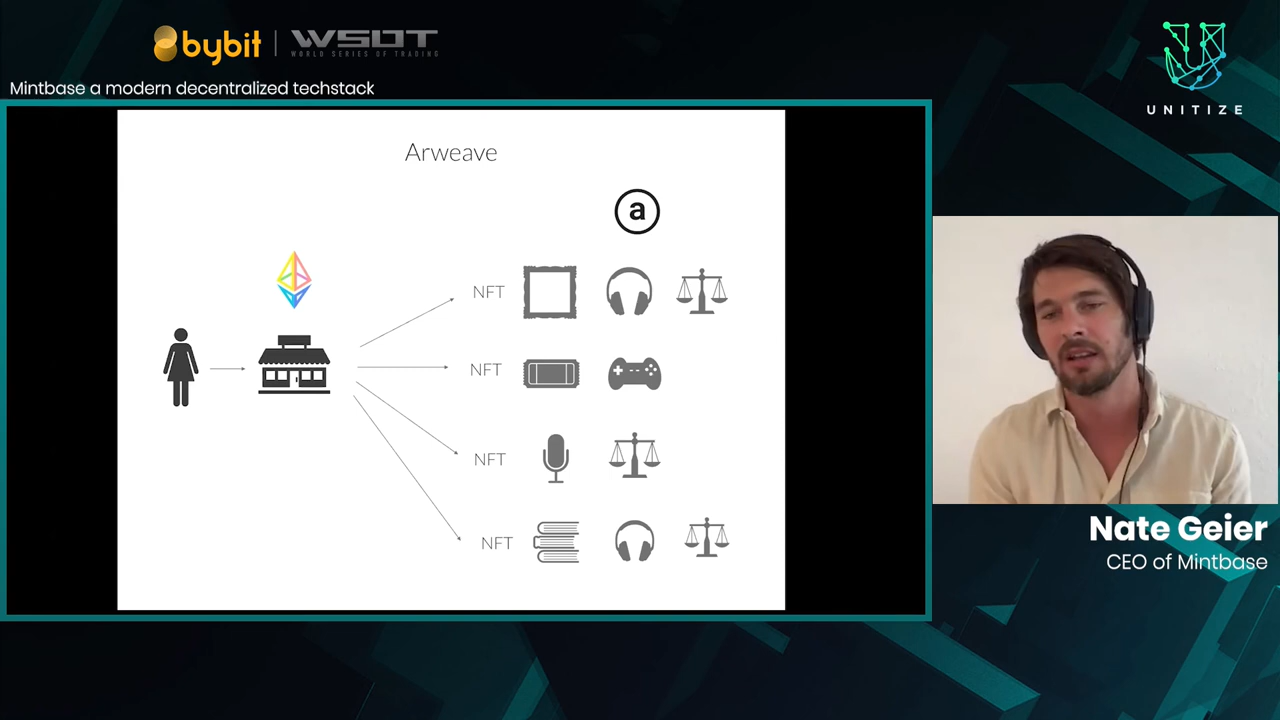 bybit
WSOT
WORLD SERIES OF TRADING
Mintbase a modern decentralized techstack
UNITIZE
Arweave
a
NFT
NFT
NFT
NFT
Nate Geier
CEO of Mintbase